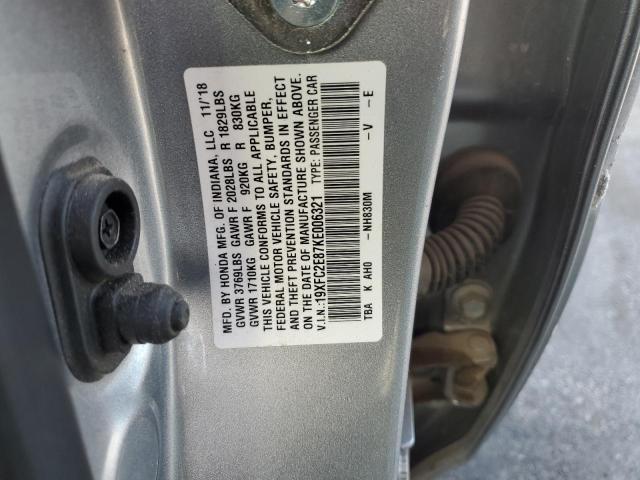 MFD. BY HONDA MFG. OF INDIANA, LLC 11/'18
GVWR 3769LBS GAWR F 2028LBS R 1829LBS
GVWR 1710KG GAWR F 920KG R 830KG
THIS VEHICLE CONFORMS TO ALL APPLICABLE
FEDERAL MOTOR VEHICLE SAFETY, BUMPER,
AND THEFT PREVENTION STANDARDS IN EFFECT
ON THE DATE OF MANUFACTURE SHOWN ABOVE.
V.I.N.:19XFC2E87KE006321 TYPE: PASSENGER CAR
TBA K AH0 -NH830M -V -E